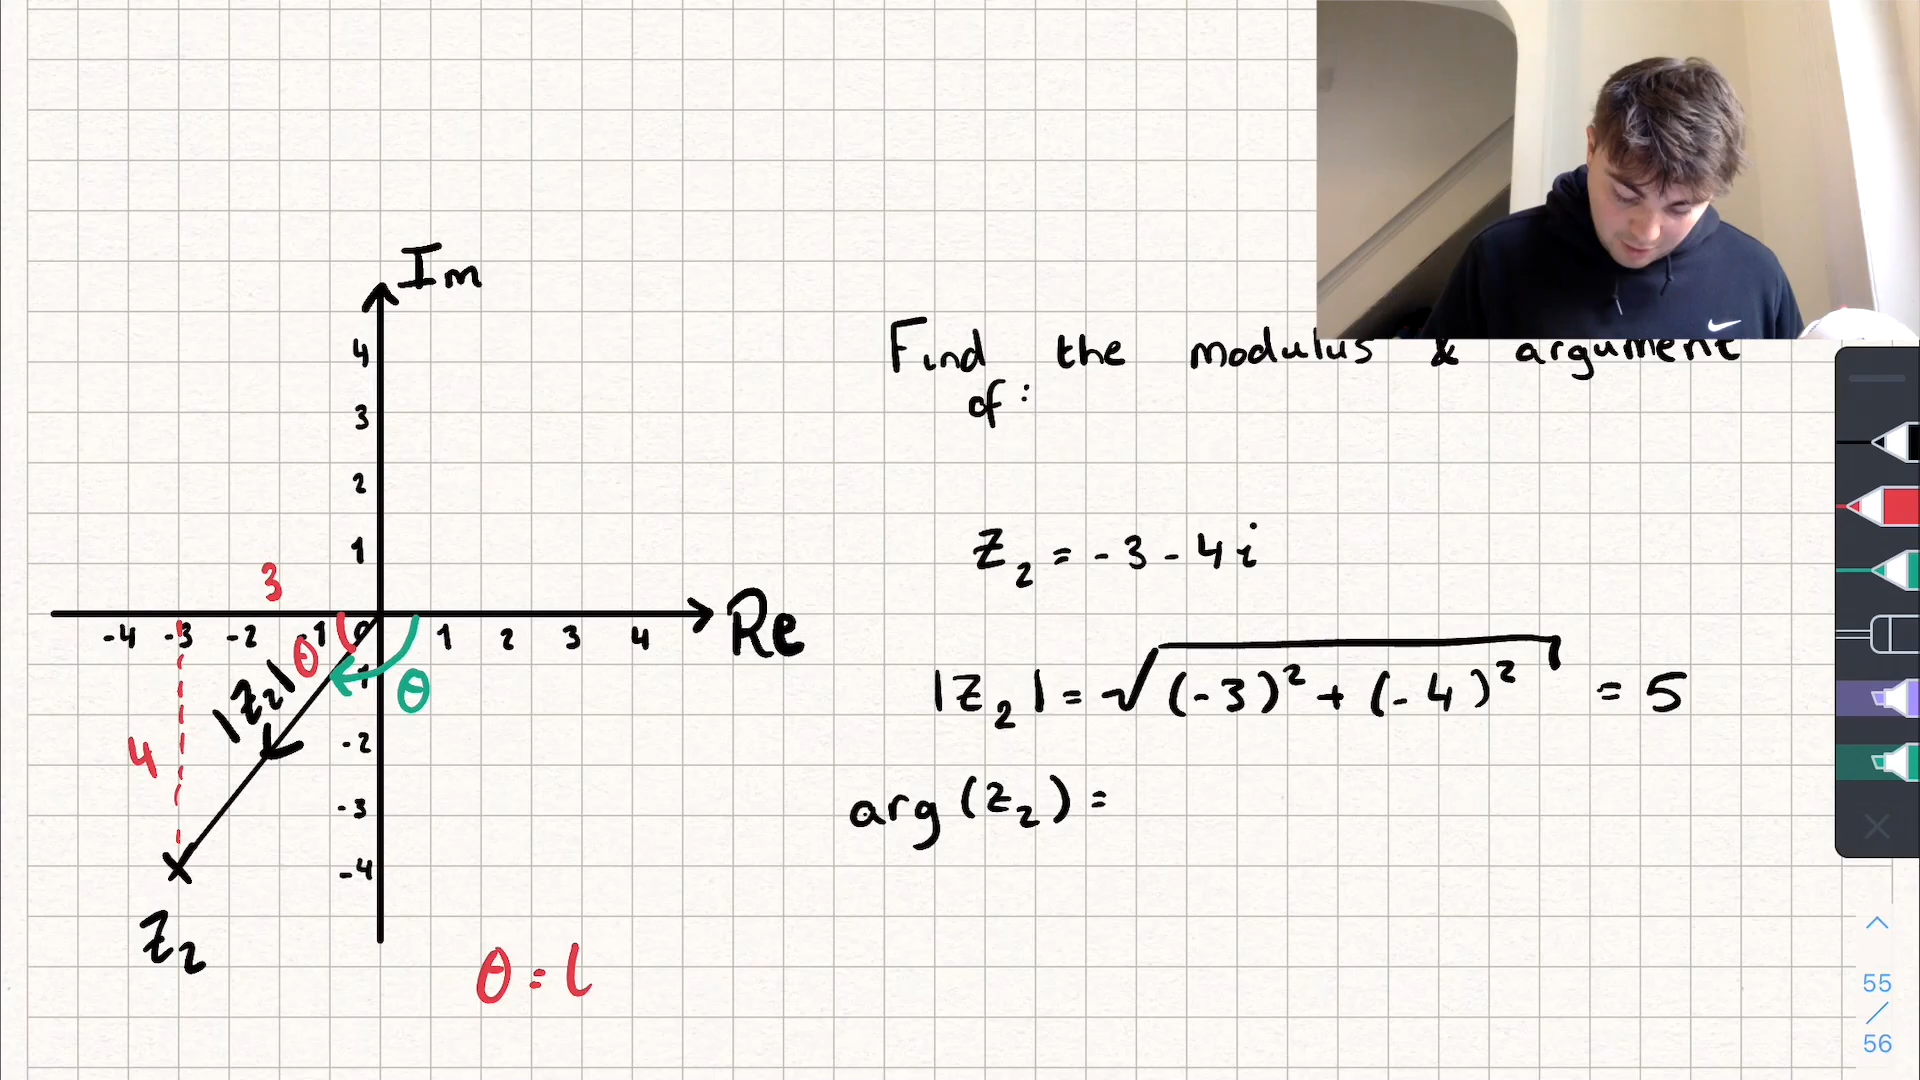 Im
4
3
2
1
3
-4 -3 -2 -1 0 1 2 3 4 Re
θ
-1
θ
|Z₂|
4
-2
-3
-4
Z₂
θ = t
Find the modulus & argument
of:
Z₂ = -3 - 4i
|Z₂| = √(-3)² + (-4)² = 5
arg (Z₂) =
55
/
56